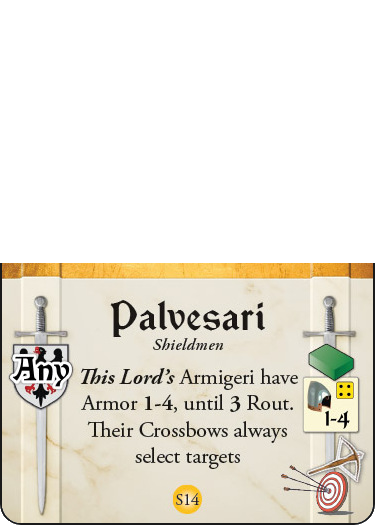 Palvesari
Shieldmen
Any
This Lord's Armigeri have
Armor 1-4, until 3 Rout.
Their Crossbows always
select targets
1-4
S14